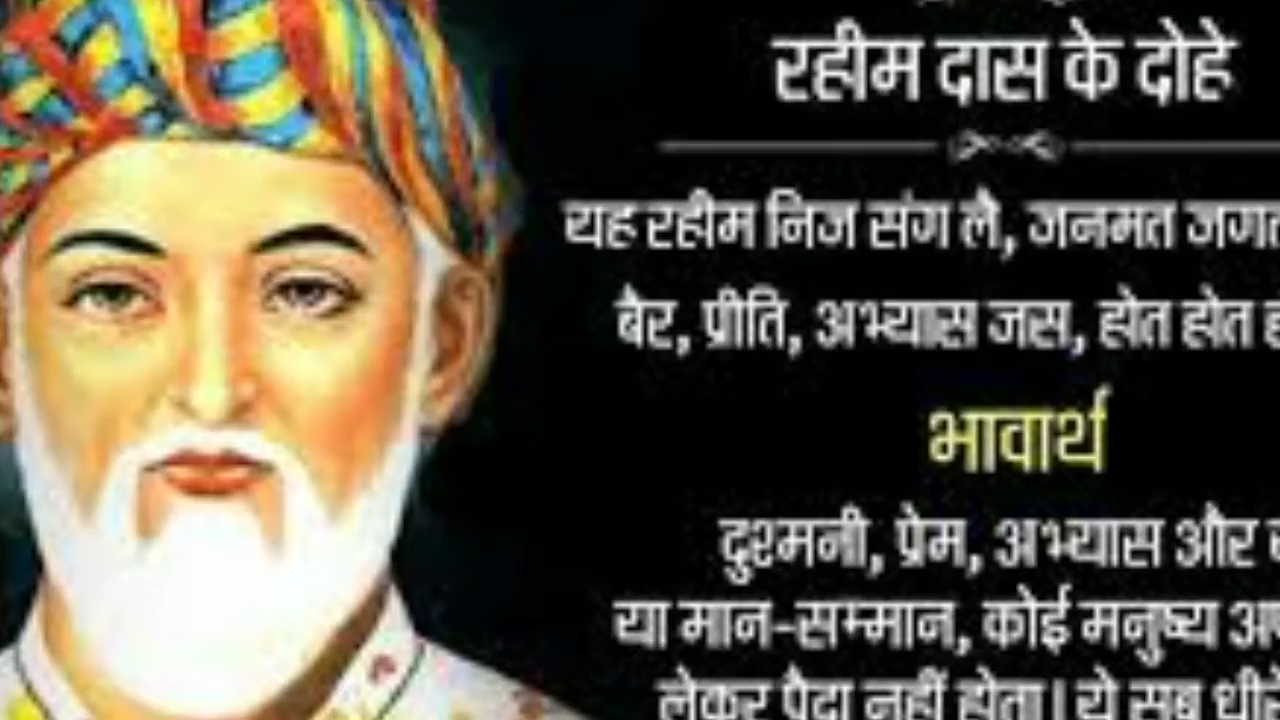 रहीम दास के दोहे
यह रहीम निज संग लै, जनमत जगत
बैर, प्रीति, अभ्यास जस, होत होत
भावार्थ
दुश्मनी, प्रेम, अभ्यास और
या मान-सम्मान, कोई मनुष्य
लेकर पैदा नहीं होता। ये सब